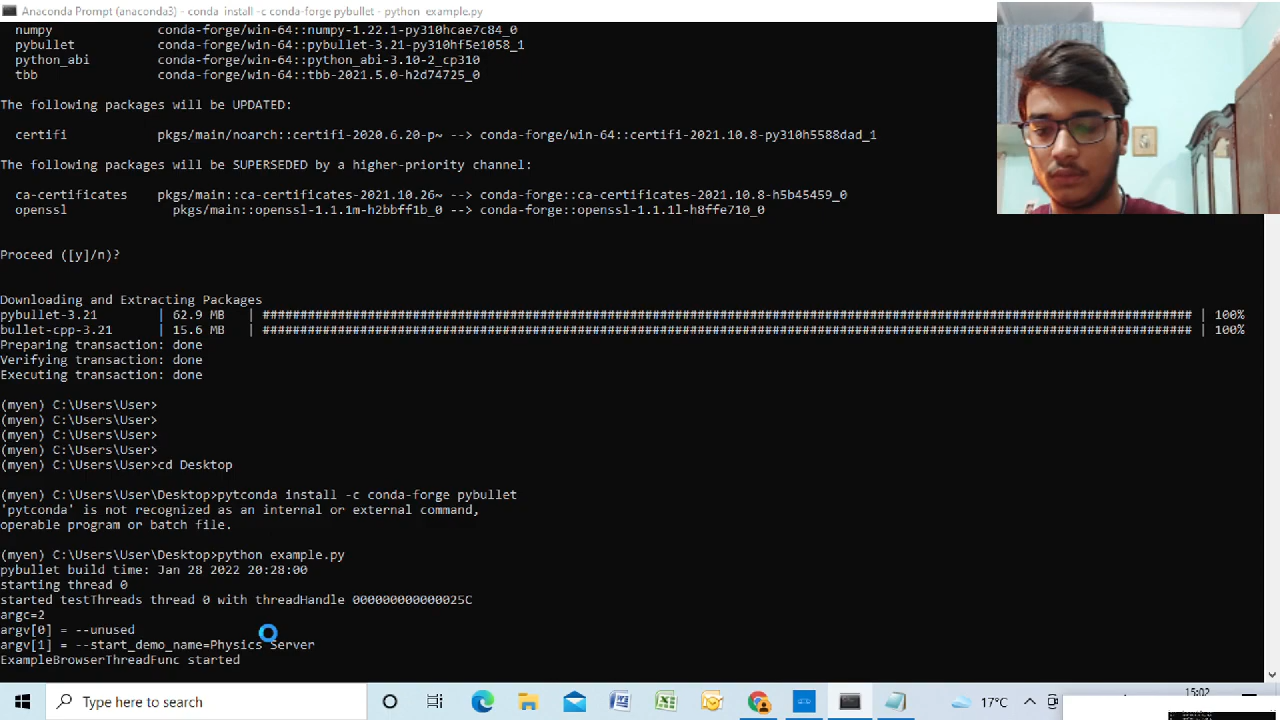 Anaconda Prompt (anaconda3) - conda install -c conda-forge pybullet - python example.py
numpy conda-forge/win-64::numpy-1.22.1-py310hcae7c84_0
pybullet conda-forge/win-64::pybullet-3.21-py310hf5e1058_1
python_abi conda-forge/win-64::python_abi-3.10-2_cp310
tbb conda-forge/win-64::tbb-2021.5.0-h2d74725_0
The following packages will be UPDATED:
certifi pkgs/main/noarch::certifi-2020.6.20-p~ --> conda-forge/win-64::certifi-2021.10.8-py310h5588dad_1
The following packages will be SUPERSEDED by a higher-priority channel:
ca-certificates pkgs/main::ca-certificates-2021.10.26~ --> conda-forge::ca-certificates-2021.10.8-h5b45459_0
openssl pkgs/main::openssl-1.1.1m-h2bbff1b_0 --> conda-forge::openssl-1.1.1l-h8ffe710_0
Proceed ([y]/n)?
Downloading and Extracting Packages
pybullet-3.21 | 62.9 MB | ############################################################################################################################ | 100%
bullet-cpp-3.21 | 15.6 MB | ############################################################################################################################ | 100%
Preparing transaction: done
Verifying transaction: done
Executing transaction: done
(myen) C:\Users\User>
(myen) C:\Users\User>
(myen) C:\Users\User>
(myen) C:\Users\User>
(myen) C:\Users\User>cd Desktop
(myen) C:\Users\User\Desktop>pytconda install -c conda-forge pybullet
'pytconda' is not recognized as an internal or external command,
operable program or batch file.
(myen) C:\Users\User\Desktop>python example.py
pybullet build time: Jan 28 2022 20:28:00
starting thread 0
started testThreads thread 0 with threadHandle 000000000000025C
argc=2
argv[0] = --unused
argv[1] = --start_demo_name=Physics Server
ExampleBrowserThreadFunc started
Type here to search
17°C
15:02